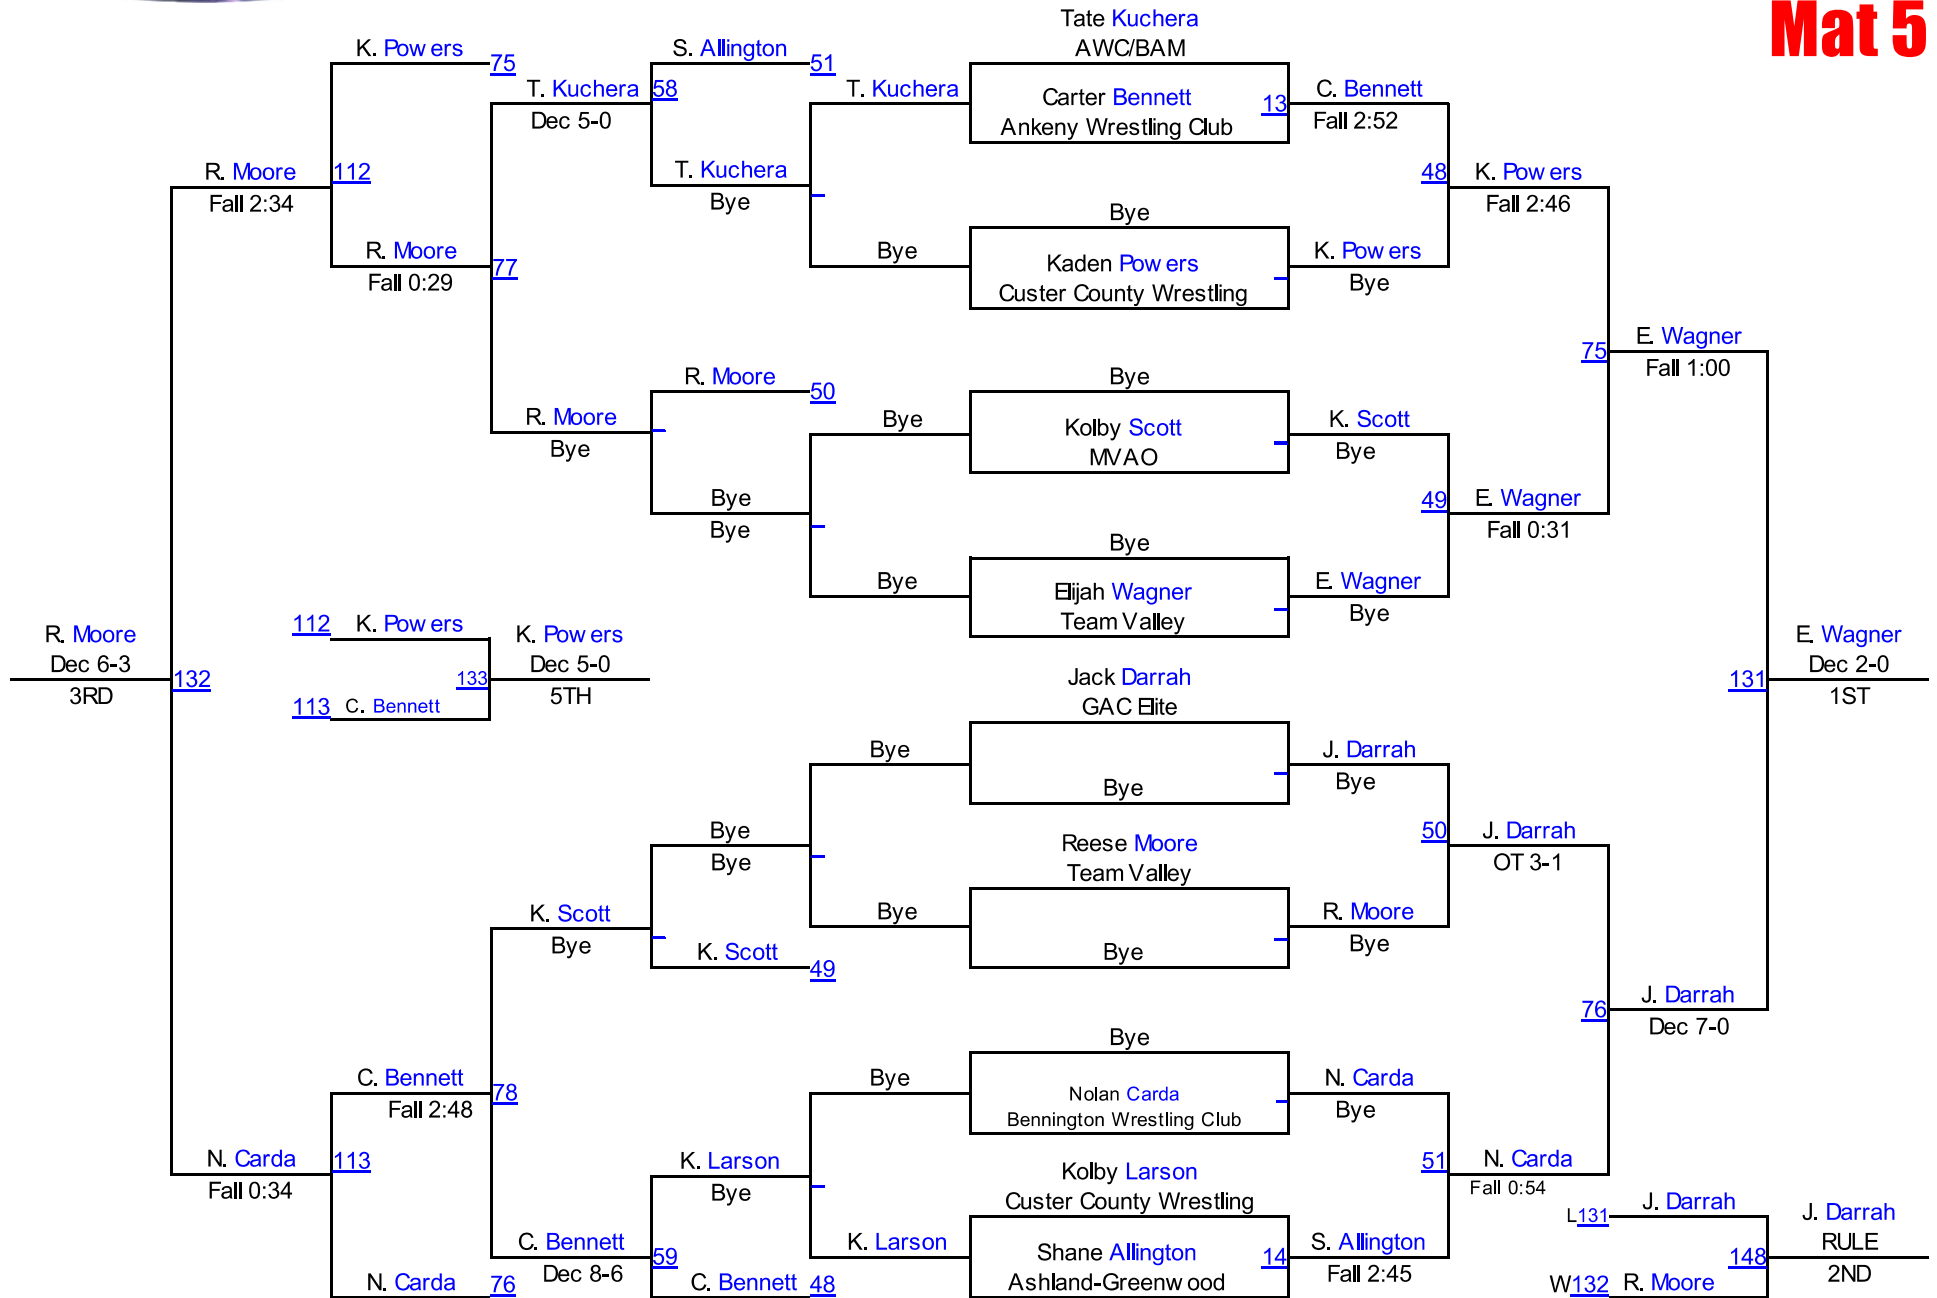 Mat 5
Tate Kuchera
K. Powers
S. Allington
AWC/BAM
75
51
T. Kuchera
58
T. Kuchera
Carter Bennett
13
C. Bennett
Dec 5-0
Ankeny Wrestling Club
Fall 2:52
R. Moore
112
T. Kuchera
48
K. Powers
Fall 2:34
Bye
Bye
Fall 2:46
R. Moore
77
Bye
Kaden Powers
K. Powers
Fall 0:29
Custer County Wrestling
Bye
75
E. Wagner
R. Moore
50
Bye
Fall 1:00
R. Moore
Bye
Kolby Scott
K. Scott
Bye
MVAO
Bye
Bye
49
E. Wagner
Bye
Bye
Fall 0:31
Bye
Elijah Wagner
E. Wagner
Team Valley
Bye
R. Moore
112
K. Powers
K. Powers
E. Wagner
Dec 6-3
132
133
Dec 5-0
Jack Darrah
131
Dec 2-0
3RD
113
C. Bennett
5TH
GAC Elite
1ST
Bye
J. Darrah
Bye
Bye
Bye
Reese Moore
50
J. Darrah
Bye
Team Valley
OT 3-1
K. Scott
Bye
R. Moore
Bye
K. Scott
49
Bye
Bye
76
J. Darrah
Bye
Dec 7-0
C. Bennett
78
Bye
Nolan Carda
N. Carda
Fall 2:48
Bennington Wrestling Club
Bye
N. Carda
113
K. Larson
Kolby Larson
51
N. Carda
Fall 0:34
Bye
Custer County Wrestling
Fall 0:54
L131
J. Darrah
J. Darrah
C. Bennett
59
K. Larson
Shane Allington
14
S. Allington
148
RULE
Dec 8-6
Ashland-Greenwood
Fall 2:45
2ND
N. Carda
76
C. Bennett
48
W132
R. Moore